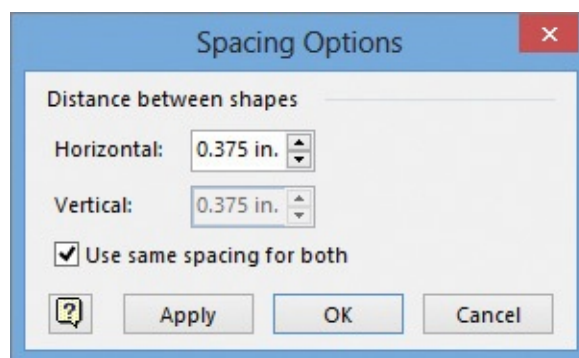 Spacing Options
Distance between shapes
Horizontal: 0.375 in.
Vertical: 0.375 in.
Use same spacing for both
Apply OK Cancel